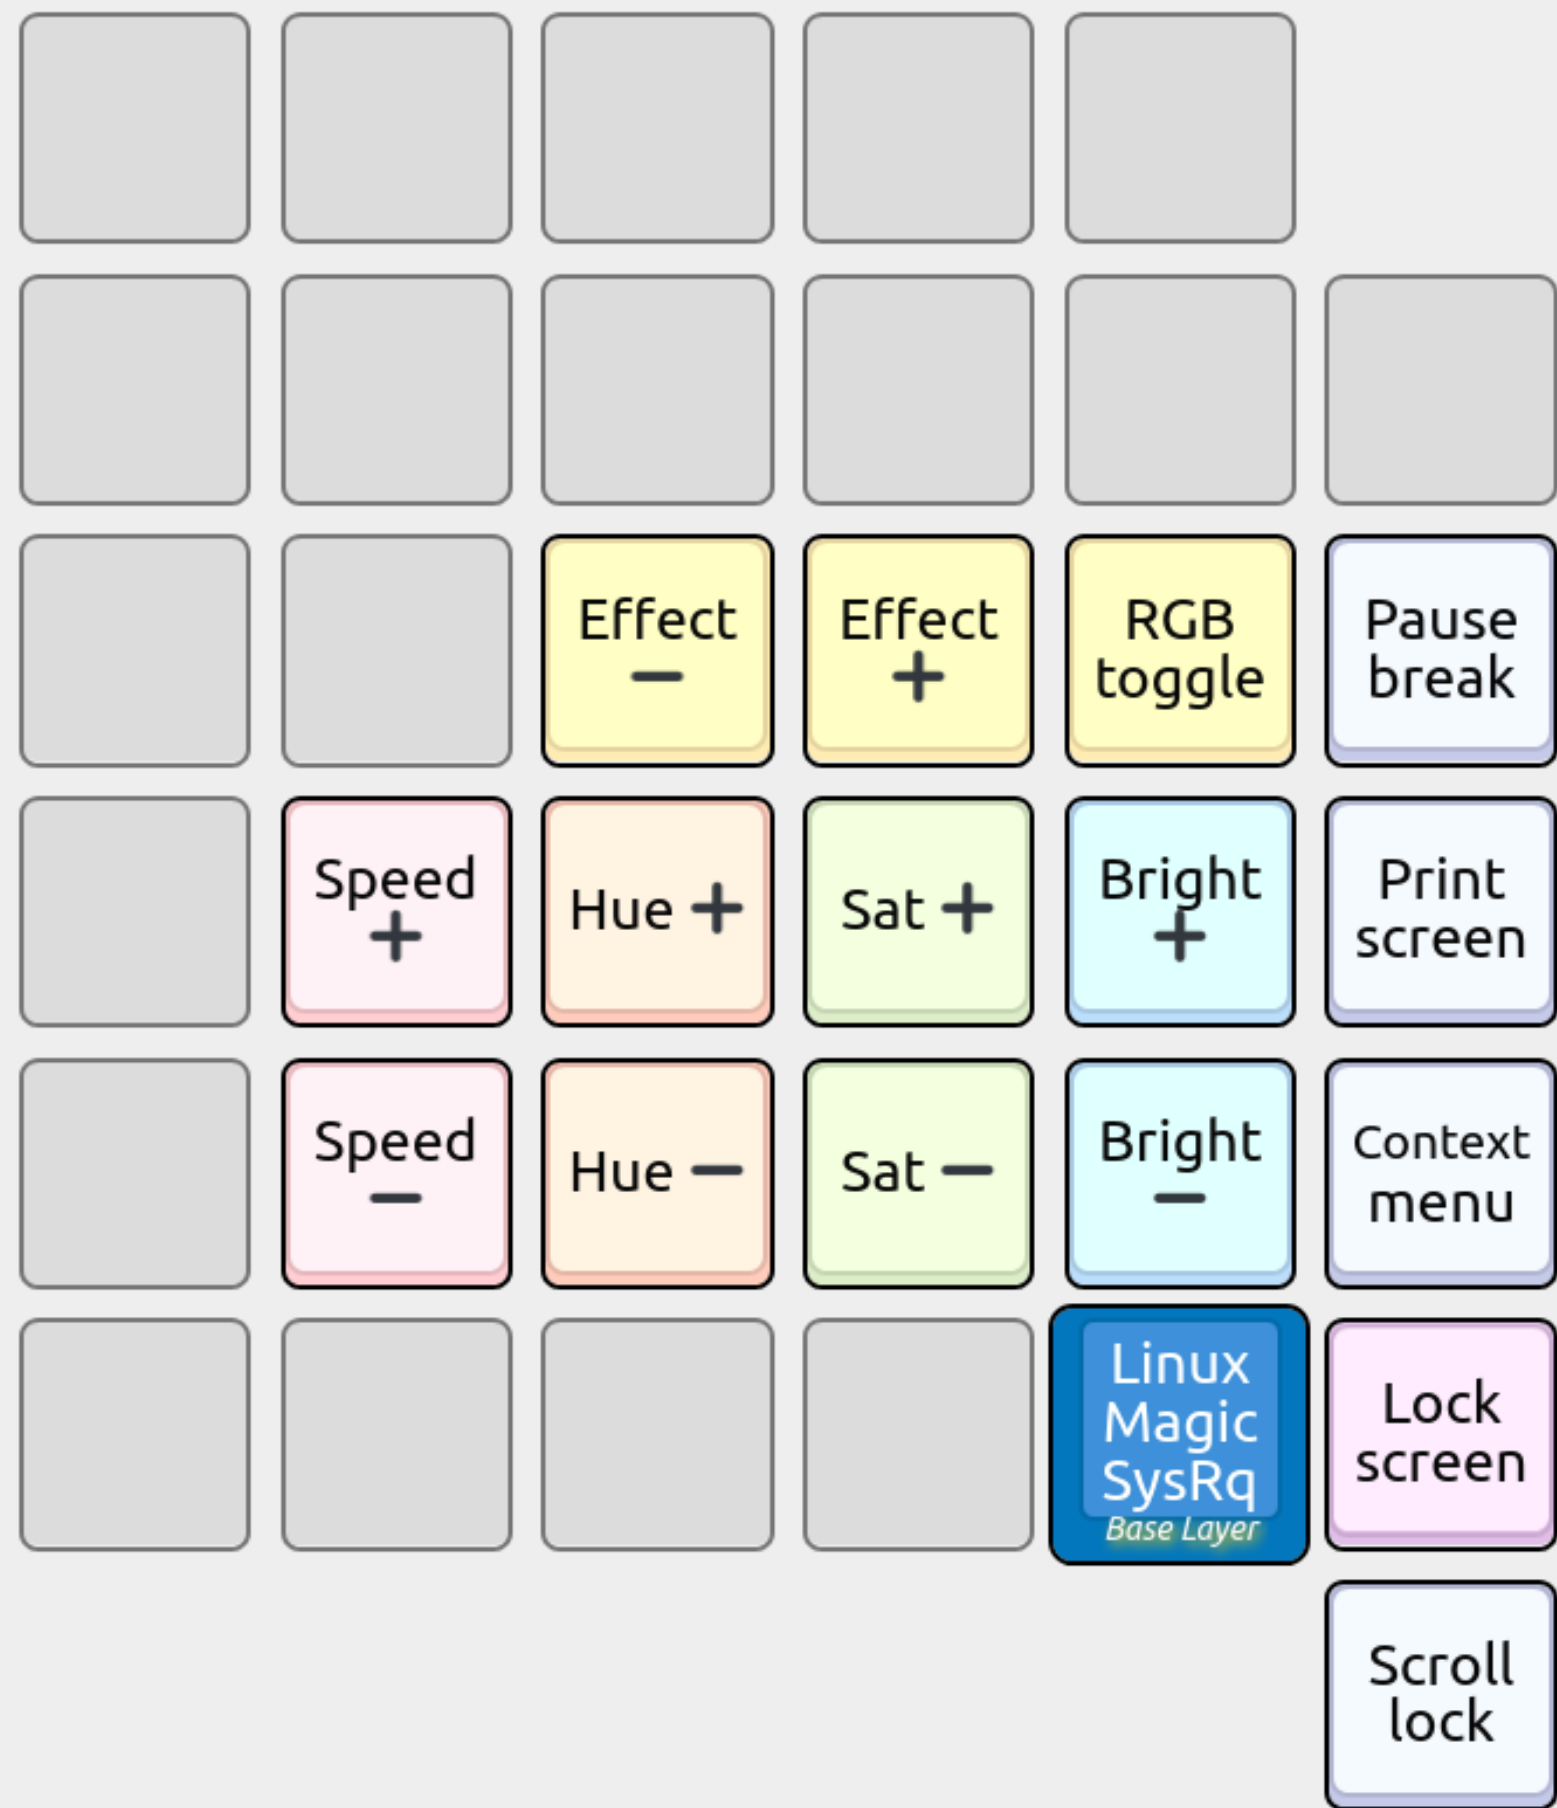 Effect
−
Effect
+
RGB
toggle
Pause
break
Speed
+
Hue +
Sat +
Bright
+
Print
screen
Speed
−
Hue −
Sat −
Bright
−
Context
menu
Linux
Magic
SysRq
Base Layer
Lock
screen
Scroll
lock